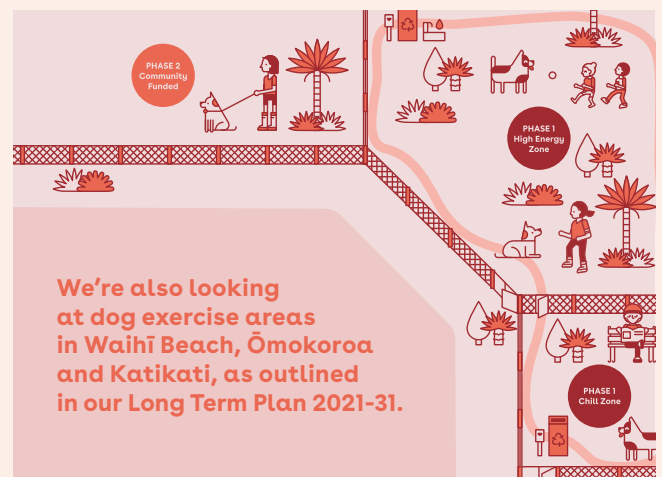 PHASE 2
Community
Funded
PHASE 1
High Energy
Zone
We're also looking
at dog exercise areas
in Waihī Beach, Ōmokoroa
and Katikati, as outlined
in our Long Term Plan 2021-31.
PHASE 1
Chill Zone